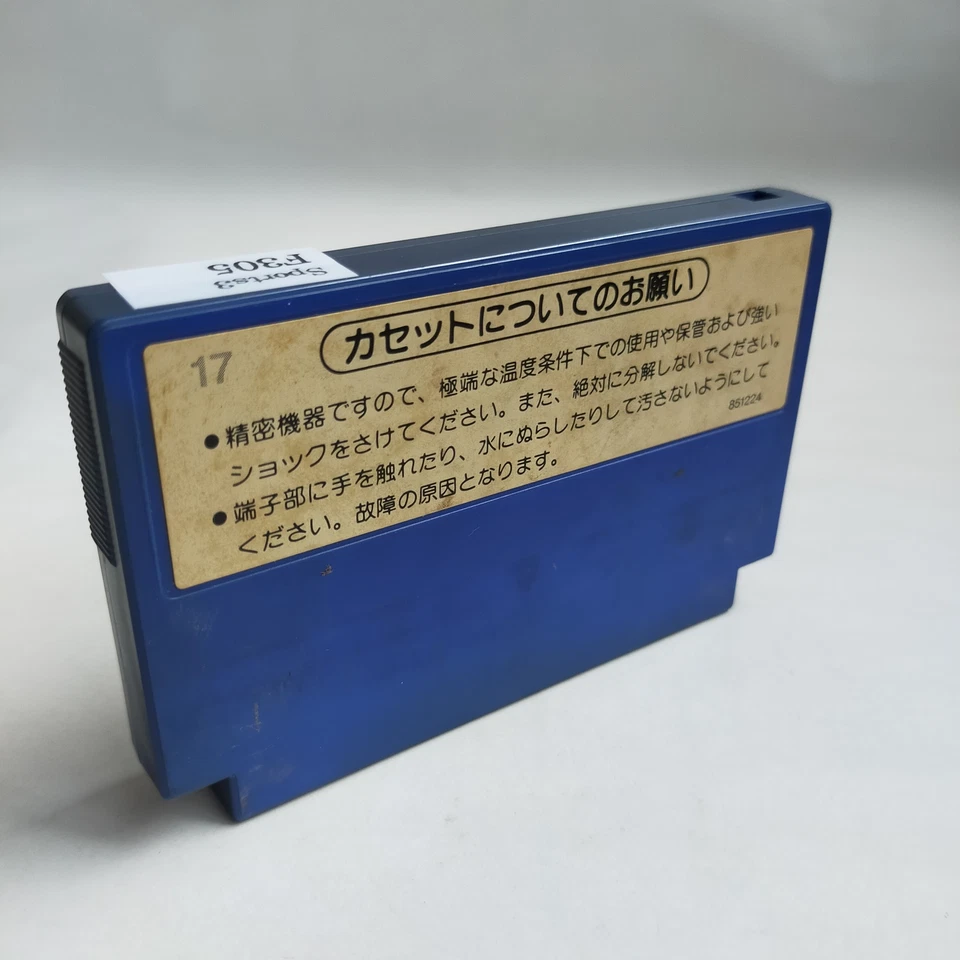 Sports3
F305
17
カセットについてのお願い
●精密機器ですので、極端な温度条件下での使用や保管および強い
ショックをさけてください。また、絶対に分解しないでください。
●端子部に手を触れたり、水にぬらしたりして汚さないようにして
ください。故障の原因となります。
851224